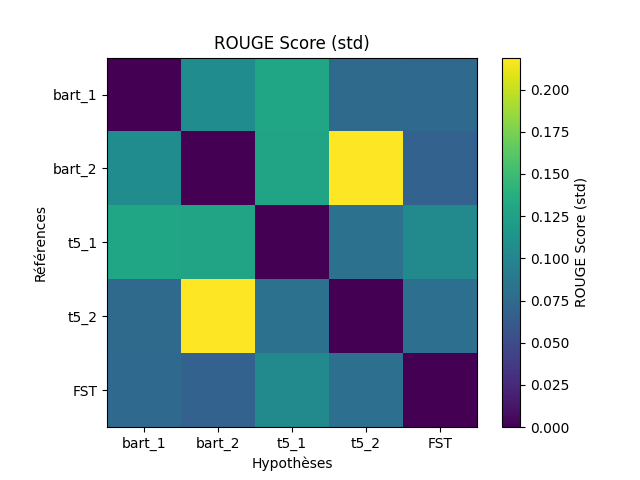 ROUGE Score (std)
bart_1
bart_2
t5_1
t5_2
FST
Références
bart_1 bart_2 t5_1 t5_2 FST
Hypothèses
0.200
0.175
0.150
0.125
0.100
0.075
0.050
0.025
0.000
ROUGE Score (std)